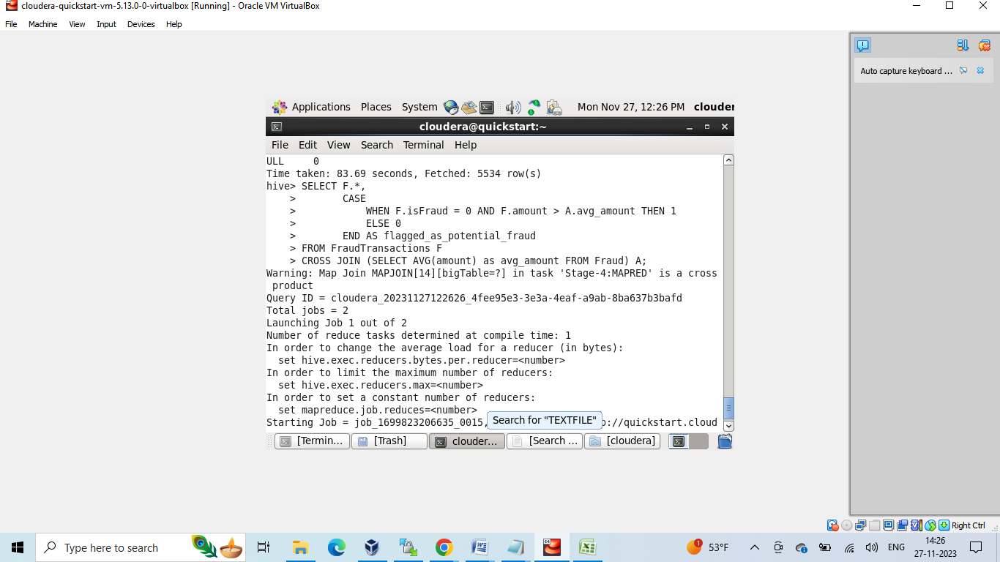 cloudera-quickstart-vm-5.13.0-0-virtualbox [Running] - Oracle VM VirtualBox
File Machine View Input Devices Help
Auto capture keyboard ...
Applications Places System Mon Nov 27, 12:26 PM clouder
cloudera@quickstart:~
File Edit View Search Terminal Help
ULL 0
Time taken: 83.69 seconds, Fetched: 5534 row(s)
hive> SELECT F.*,
> CASE
> WHEN F.isFraud = 0 AND F.amount > A.avg_amount THEN 1
> ELSE 0
> END AS flagged_as_potential_fraud
> FROM FraudTransactions F
> CROSS JOIN (SELECT AVG(amount) as avg_amount FROM Fraud) A;
Warning: Map Join MAPJOIN[14][bigTable=?] in task 'Stage-4:MAPRED' is a cross
product
Query ID = cloudera_20231127122626_4fee95e3-3e3a-4eaf-a9ab-8ba637b3bafd
Total jobs = 2
Launching Job 1 out of 2
Number of reduce tasks determined at compile time: 1
In order to change the average load for a reducer (in bytes):
set hive.exec.reducers.bytes.per.reducer=<number>
In order to limit the maximum number of reducers:
set hive.exec.reducers.max=<number>
In order to set a constant number of reducers:
set mapreduce.job.reduces=<number>
Starting Job = job_1699823206635_0015, p://quickstart.cloud
Search for "TEXTFILE"
[Termin... [Trash] clouder... [Search ... [cloudera]
Right Ctrl
Type here to search
1 53°F ENG 14:26
27-11-2023